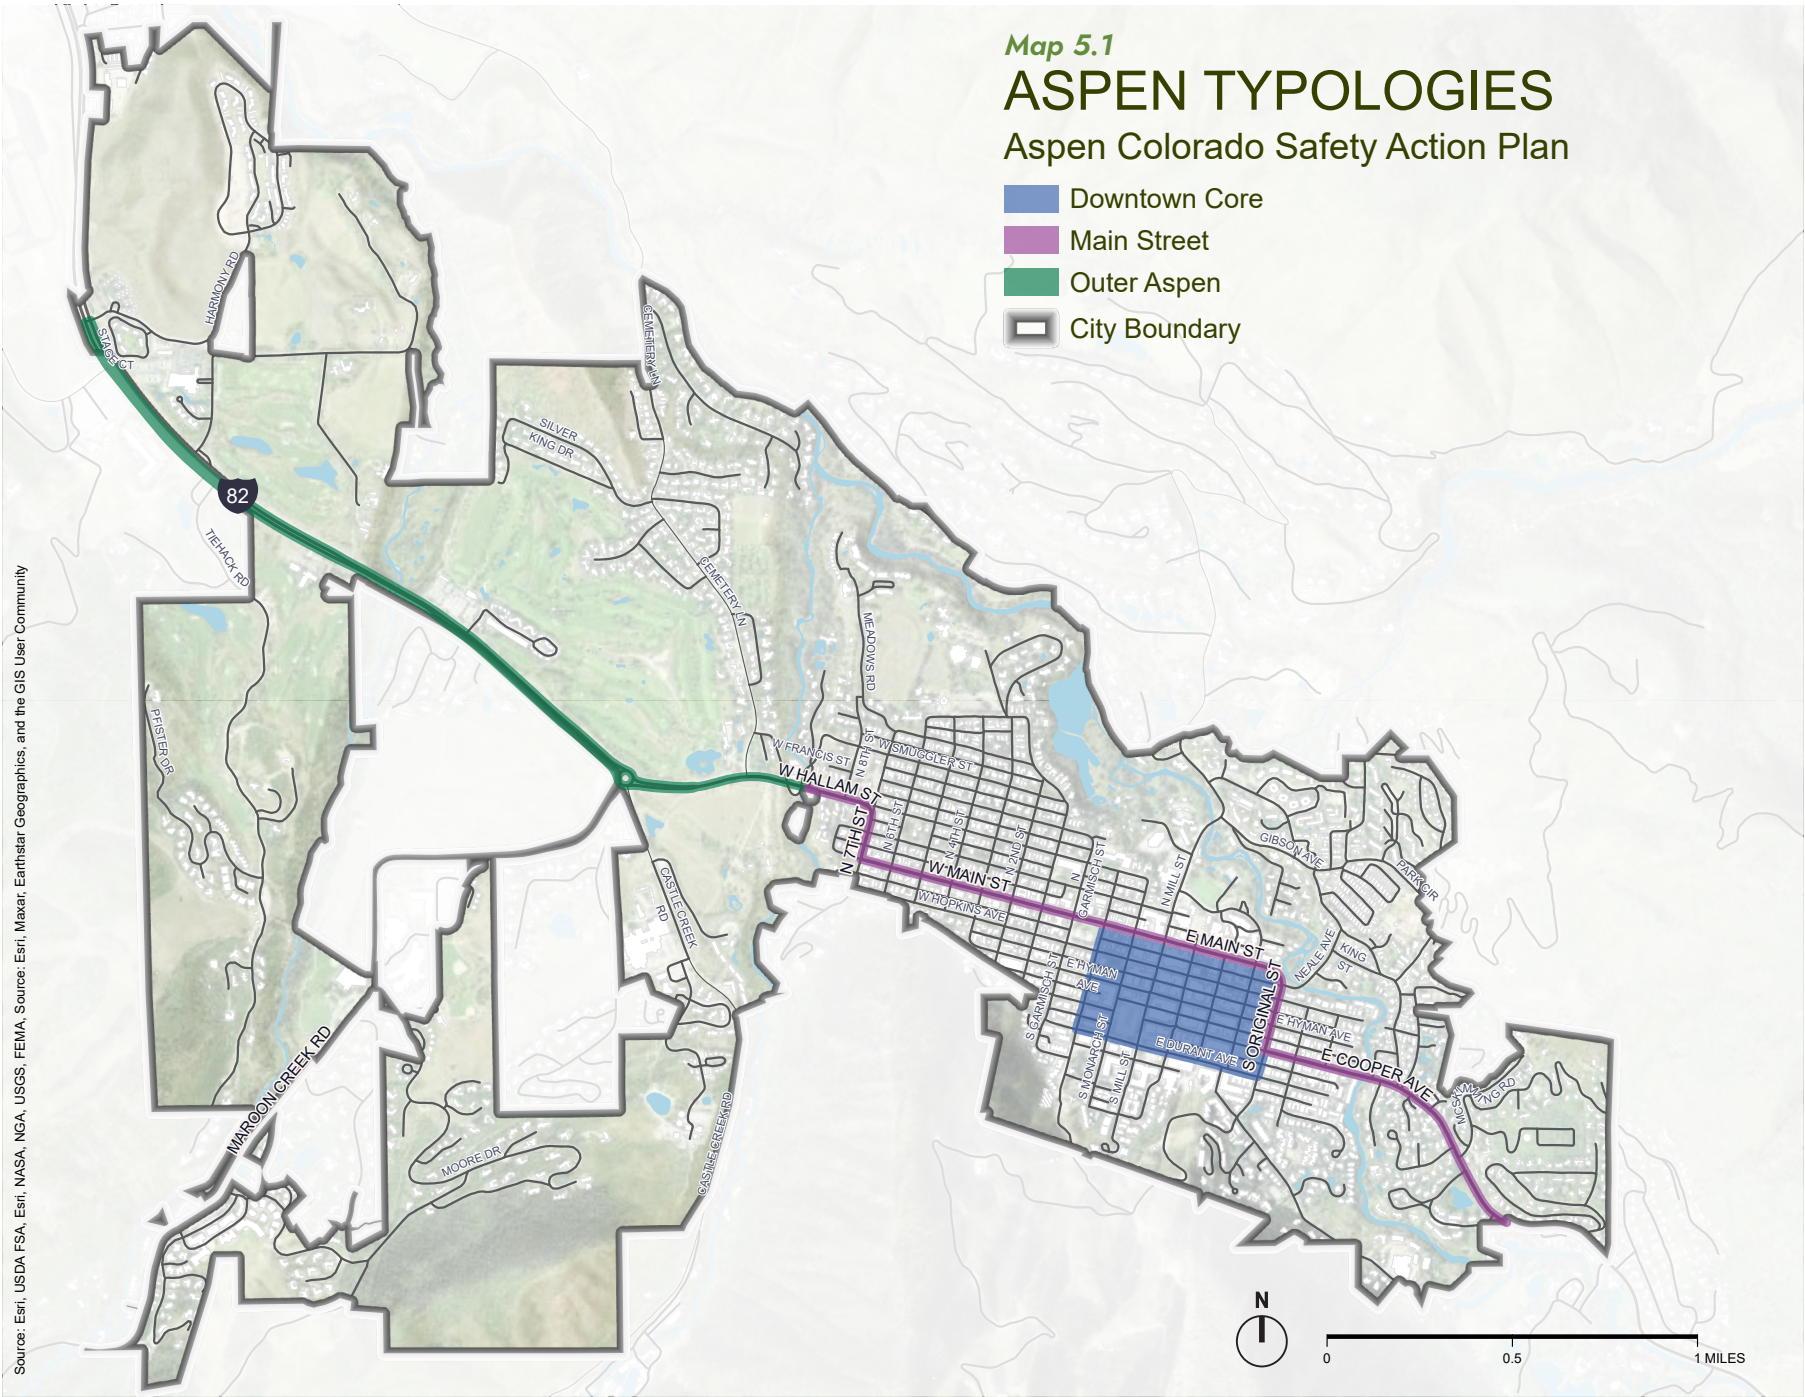 Map 5.1
ASPEN TYPOLOGIES
Aspen Colorado Safety Action Plan
Downtown Core
Main Street
Outer Aspen
City Boundary
HARMONY RD
STAGE CT
CEMETERY LN
SILVER
KING DR
82
TIEHACK RD
CEMETERY LN
MEADOWS RD
PFISTER DR
W FRANCIS ST
N 8TH ST
W SMUGGLER ST
W HALLAM ST
N 7TH ST
N 6TH ST
N 4TH ST
N 2ND ST
N
GARMISCH ST
N MILL ST
GIBSON AVE
PARK CIR
W MAIN ST
W HOPKINS AVE
CASTLE CREEK
RD
E MAIN ST
NEALE AVE
KING
ST
E HYMAN
AVE
S GARMISCH ST
S ORIGINAL ST
E HYMAN AVE
S MONARCH ST
S MILL ST
E DURANT AVE
E COOPER AVE
MCSKIMMING RD
MAROON CREEK RD
MOORE DR
CASTLE CREEK RD
N
0
0.5
1 MILES
Source: Esri, USDA FSA, Esri, NASA, NGA, USGS, FEMA, Source: Esri, Maxar, Earthstar Geographics, and the GIS User Community